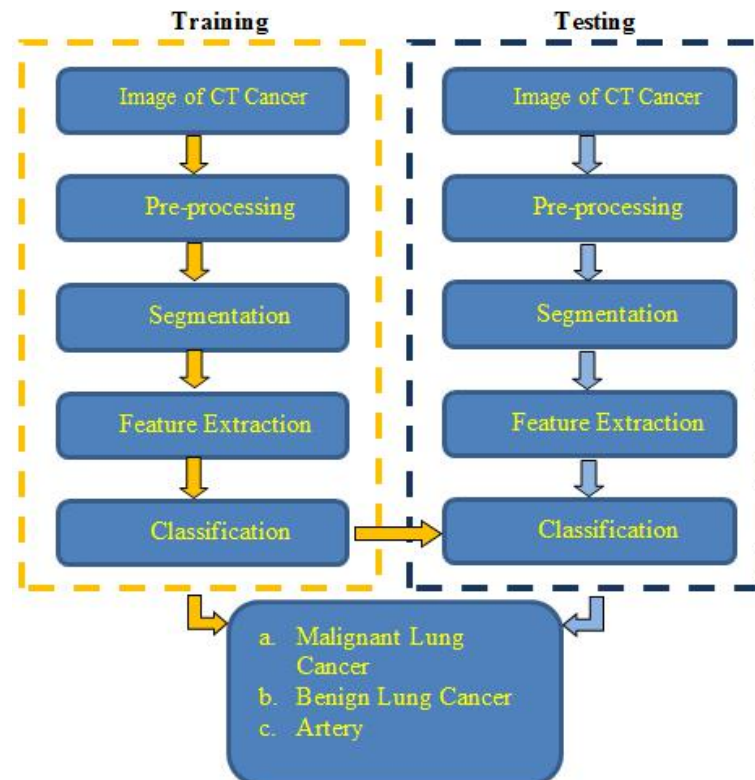 Training
Image of CT Cancer
Pre-processing
Segmentation
Feature Extraction
Classification
Testing
Image of CT Cancer
Pre-processing
Segmentation
Feature Extraction
Classification
a. Malignant Lung
Cancer
b. Benign Lung Cancer
c. Artery